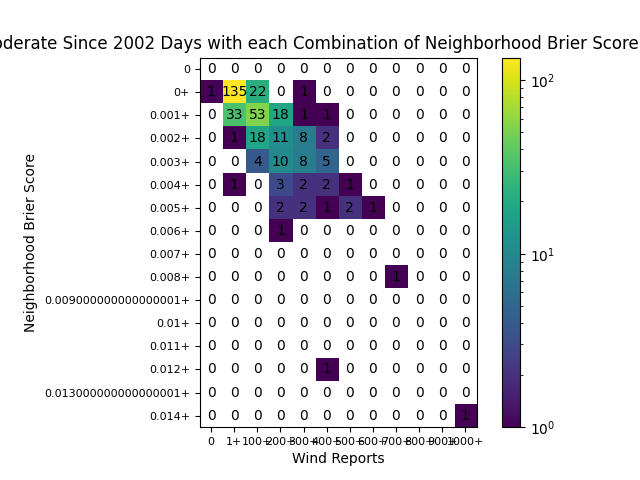 oderate Since 2002 Days with each Combination of Neighborhood Brier Score
Neighborhood Brier Score
0 0 0 0 0 0 0 0 0 0 0 0 0
0+ 1 135 22 0 1 0 0 0 0 0 0 0
0.001+ 0 33 53 18 1 1 0 0 0 0 0 0
0.002+ 0 1 18 11 8 2 0 0 0 0 0 0
0.003+ 0 0 4 10 8 5 0 0 0 0 0 0
0.004+ 0 1 0 3 2 2 1 0 0 0 0 0
0.005+ 0 0 0 2 2 1 2 1 0 0 0 0
0.006+ 0 0 0 1 0 0 0 0 0 0 0 0
0.007+ 0 0 0 0 0 0 0 0 0 0 0 0
0.008+ 0 0 0 0 0 0 0 0 1 0 0 0
0.009000000000000001+ 0 0 0 0 0 0 0 0 0 0 0 0
0.01+ 0 0 0 0 0 0 0 0 0 0 0 0
0.011+ 0 0 0 0 0 0 0 0 0 0 0 0
0.012+ 0 0 0 0 0 1 0 0 0 0 0 0
0.013000000000000001+ 0 0 0 0 0 0 0 0 0 0 0 0
0.014+ 0 0 0 0 0 0 0 0 0 0 0 1
0 1+ 100+ 200+ 300+ 400+ 500+ 600+ 700+ 800+ 900+ 1000+
Wind Reports
10²
10¹
10⁰